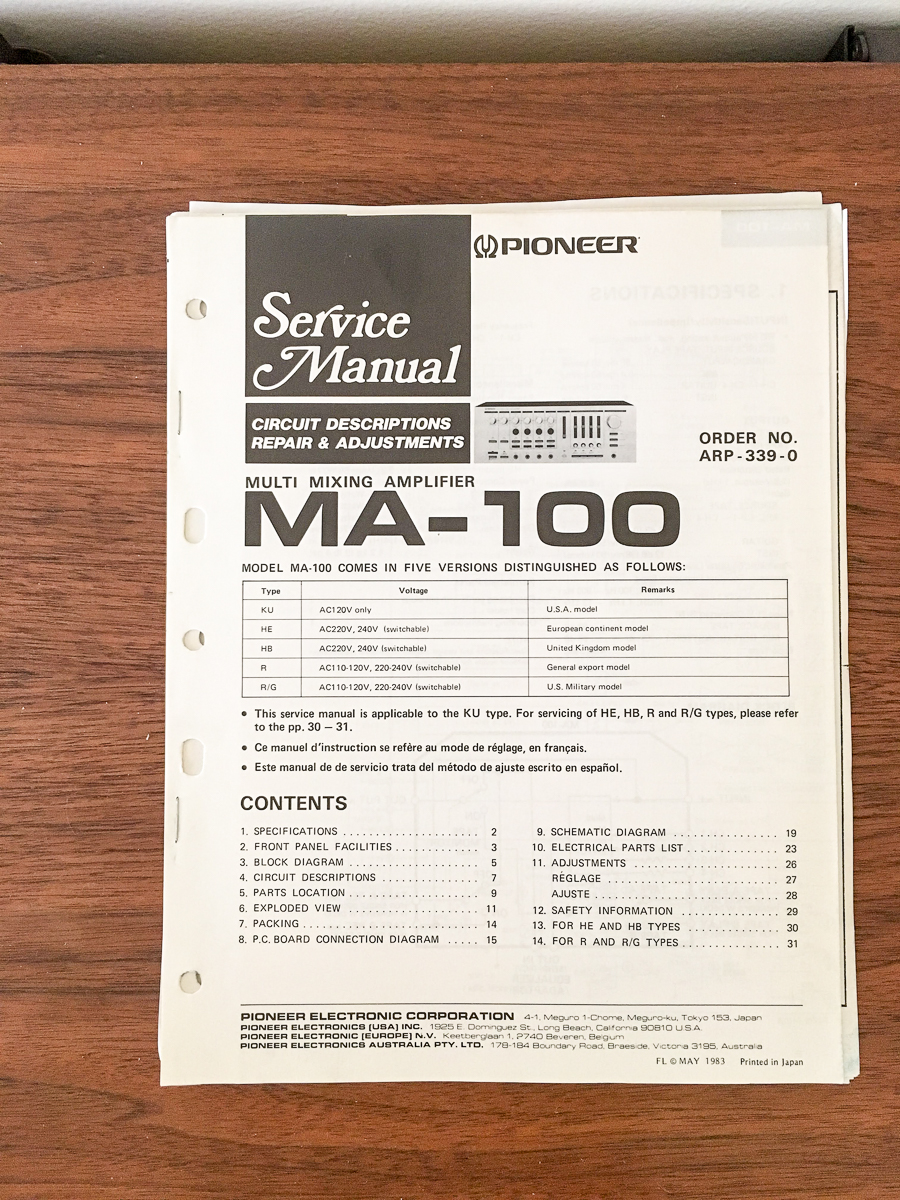 PIONEER
Service
Manual
CIRCUIT DESCRIPTIONS
REPAIR & ADJUSTMENTS
ORDER NO.
ARP-339-0
MULTI MIXING AMPLIFIER
MA-100
MODEL MA-100 COMES IN FIVE VERSIONS DISTINGUISHED AS FOLLOWS:
Type Voltage Remarks
KU AC120V only U.S.A. model
HE AC220V, 240V (switchable) European continent model
HB AC220V, 240V (switchable) United Kingdom model
R AC110-120V, 220-240V (switchable) General export model
R/G AC110-120V, 220-240V (switchable) U.S. Military model
• This service manual is applicable to the KU type. For servicing of HE, HB, R and R/G types, please refer
to the pp. 30 – 31.
• Ce manuel d'instruction se refère au mode de réglage, en français.
• Este manual de de servicio trata del método de ajuste escrito en español.
CONTENTS
1. SPECIFICATIONS . . . . . . . . . . . . . . . . . . . . 2
2. FRONT PANEL FACILITIES . . . . . . . . . . . . 3
3. BLOCK DIAGRAM . . . . . . . . . . . . . . . . . . . 5
4. CIRCUIT DESCRIPTIONS . . . . . . . . . . . . . . 7
5. PARTS LOCATION . . . . . . . . . . . . . . . . . . . 9
6. EXPLODED VIEW . . . . . . . . . . . . . . . . . . . 11
7. PACKING . . . . . . . . . . . . . . . . . . . . . . . . . 14
8. P.C. BOARD CONNECTION DIAGRAM . . . . . 15
9. SCHEMATIC DIAGRAM . . . . . . . . . . . . . . . 19
10. ELECTRICAL PARTS LIST . . . . . . . . . . . . . 23
11. ADJUSTMENTS . . . . . . . . . . . . . . . . . . . . 26
RÉGLAGE . . . . . . . . . . . . . . . . . . . . . . . . 27
AJUSTE . . . . . . . . . . . . . . . . . . . . . . . . . . 28
12. SAFETY INFORMATION . . . . . . . . . . . . . . 29
13. FOR HE AND HB TYPES . . . . . . . . . . . . . 30
14. FOR R AND R/G TYPES . . . . . . . . . . . . . . 31
PIONEER ELECTRONIC CORPORATION 4-1, Meguro 1-Chome, Meguro-ku, Tokyo 153, Japan
PIONEER ELECTRONICS [USA] INC. 1925 E. Dominguez St., Long Beach, California 90810 U.S.A.
PIONEER ELECTRONIC [EUROPE] N.V. Keetberglaan 1, 2740 Beveren, Belgium
PIONEER ELECTRONICS AUSTRALIA PTY. LTD. 178-184 Boundary Road, Braeside, Victoria 3195, Australia
FL © MAY 1983 Printed in Japan